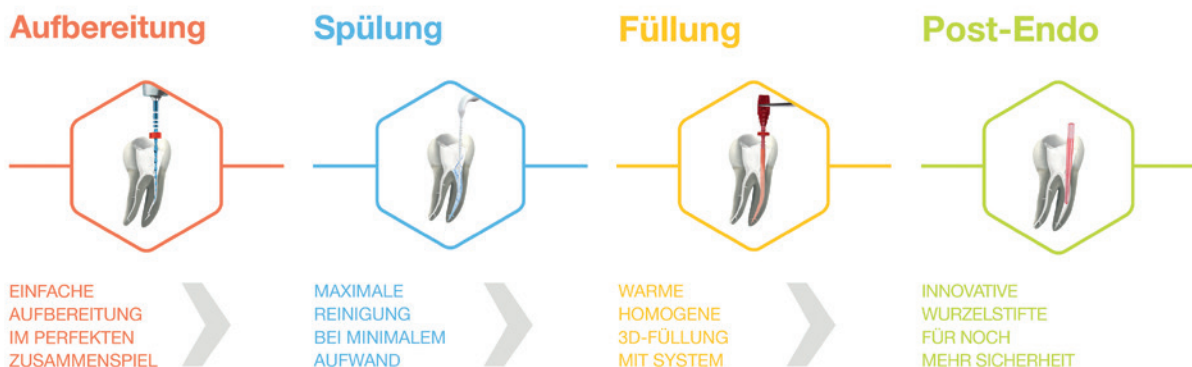 Aufbereitung
EINFACHE
AUFBEREITUNG
IM PERFEKTEN
ZUSAMMENSPIEL
Spülung
MAXIMALE
REINIGUNG
BEI MINIMALEM
AUFWAND
Füllung
WARME
HOMOGENE
3D-FÜLLUNG
MIT SYSTEM
Post-Endo
INNOVATIVE
WURZELSTIFTE
FÜR NOCH
MEHR SICHERHEIT